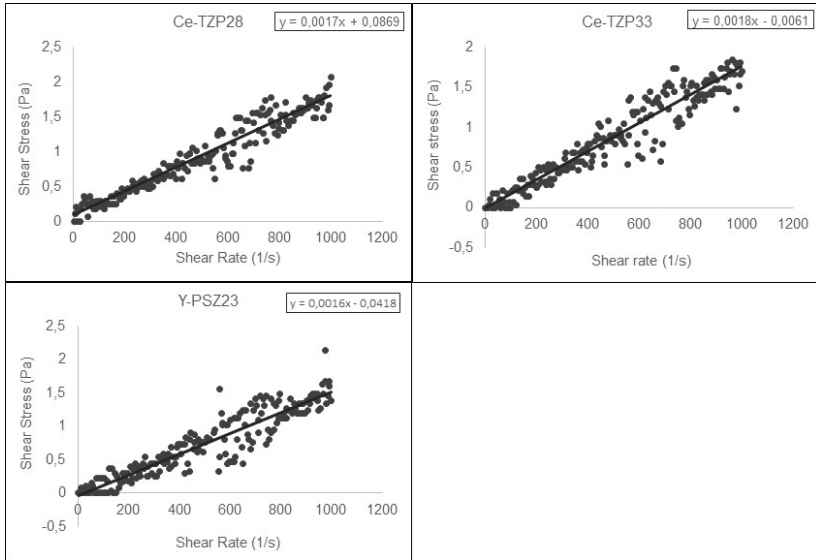 Ce-TZP28
y = 0,0017x + 0,0869
2,5
2
1,5
1
0,5
0
0 200 400 600 800 1000 1200
Shear Stress (Pa)
Shear Rate (1/s)
Ce-TZP33
y = 0,0018x - 0,0061
2
1,5
1
0,5
0
-0,5
0 200 400 600 800 1000 1200
Shear stress (Pa)
Shear rate (1/s)
Y-PSZ23
y = 0,0016x - 0,0418
2,5
2
1,5
1
0,5
0
-0,5
0 200 400 600 800 1000 1200
Shear Stress (Pa)
Shear Rate (1/s)